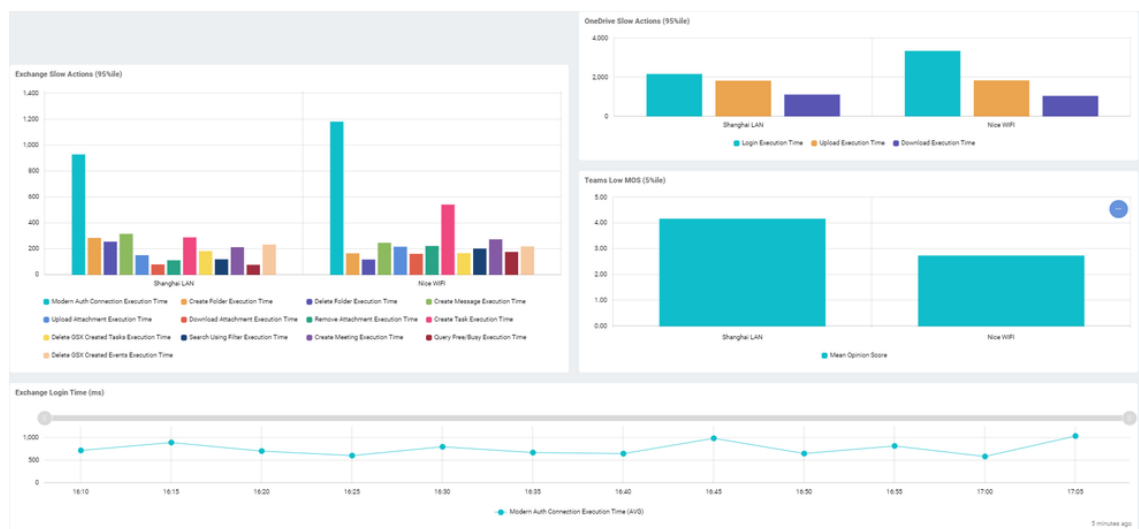 OneDrive Slow Actions (95%ile)
4,000
2,000
0
Shanghai LAN
Nice WIFI
Login Execution Time
Upload Execution Time
Download Execution Time
Exchange Slow Actions (95%ile)
1,400
1,200
1,000
800
600
400
200
0
Shanghai LAN
Nice WIFI
Modern Auth Connection Execution Time
Create Folder Execution Time
Delete Folder Execution Time
Create Message Execution Time
Upload Attachment Execution Time
Download Attachment Execution Time
Remove Attachment Execution Time
Create Task Execution Time
Delete GSX Created Tasks Execution Time
Search Using Filter Execution Time
Create Meeting Execution Time
Query Free/Busy Execution Time
Delete GSX Created Events Execution Time
Teams Low MOS (5%ile)
5.00
4.00
3.00
2.00
1.00
0.00
Shanghai LAN
Nice WIFI
Mean Opinion Score
Exchange Login Time (ms)
1,000
500
0
16:10
16:15
16:20
16:25
16:30
16:35
16:40
16:45
16:50
16:55
17:00
17:05
Modern Auth Connection Execution Time (AVG)
5 minutes ago